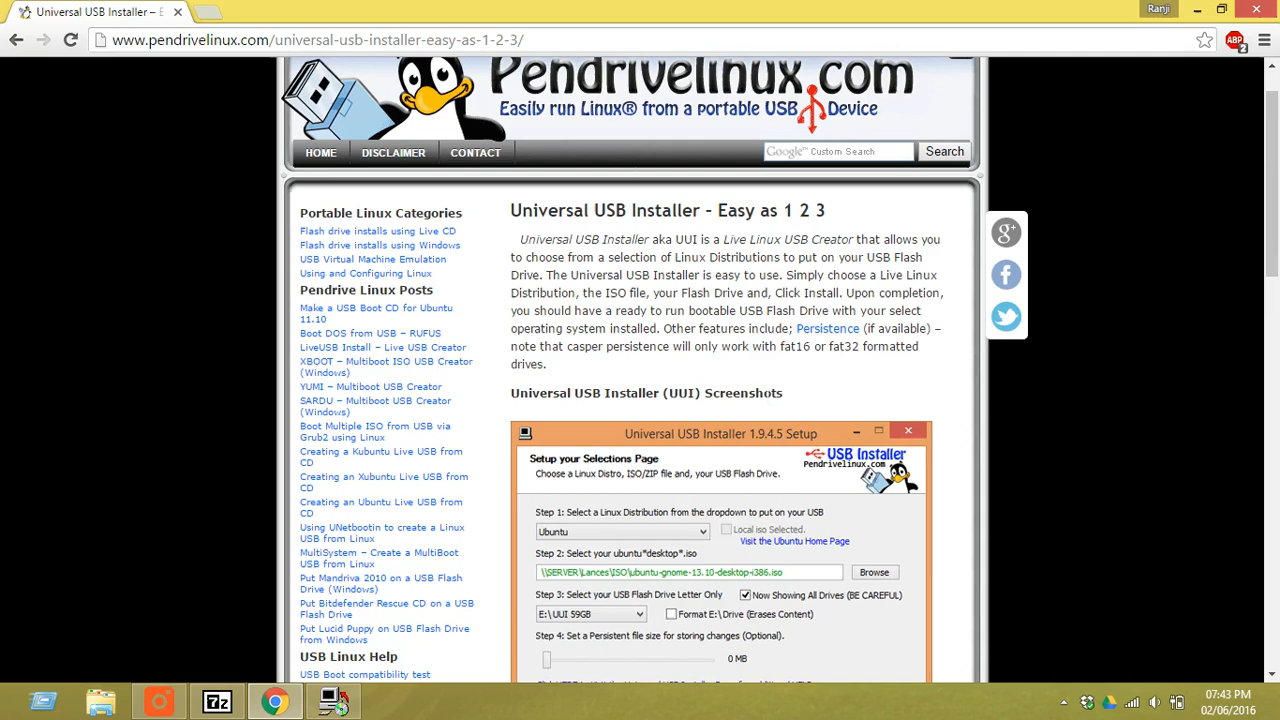 Universal USB Installer – E
Ranji
www.pendrivelinux.com/universal-usb-installer-easy-as-1-2-3/
ABP
2
Pendrivelinux.com
Easily run Linux® from a portable USB Device
HOME
DISCLAIMER
CONTACT
Google™ Custom Search
Search
Portable Linux Categories
Flash drive installs using Live CD
Flash drive installs using Windows
USB Virtual Machine Emulation
Using and Configuring Linux
Pendrive Linux Posts
Make a USB Boot CD for Ubuntu
11.10
Boot DOS from USB – RUFUS
LiveUSB Install – Live USB Creator
XBOOT – Multiboot ISO USB Creator
(Windows)
YUMI – Multiboot USB Creator
SARDU – Multiboot USB Creator
(Windows)
Boot Multiple ISO from USB via
Grub2 using Linux
Creating a Kubuntu Live USB from
CD
Creating an Xubuntu Live USB from
CD
Creating an Ubuntu Live USB from
CD
Using UNetbootin to create a Linux
USB from Linux
MultiSystem – Create a MultiBoot
USB from Linux
Put Mandriva 2010 on a USB
Flash Drive (Windows)
Put Bitdefender Rescue CD on a USB
Flash Drive
Put Lucid Puppy on USB Flash Drive
from Windows
USB Linux Help
USB Boot compatibility test
Universal USB Installer – Easy as 1 2 3
Universal USB Installer aka UUI is a Live Linux USB Creator that allows you
to choose from a selection of Linux Distributions to put on your USB Flash
Drive. The Universal USB Installer is easy to use. Simply choose a Live Linux
Distribution, the ISO file, your Flash Drive and, Click Install. Upon completion,
you should have a ready to run bootable USB Flash Drive with your select
operating system installed. Other features include; Persistence (if available) –
note that casper persistence will only work with fat16 or fat32 formatted
drives.
Universal USB Installer (UUI) Screenshots
Universal USB Installer 1.9.4.5 Setup
Setup your Selections Page
Choose a Linux Distro, ISO/ZIP file and, your USB Flash Drive.
USB Installer
Pendrivelinux.com
Step 1: Select a Linux Distribution from the dropdown to put on your USB
Ubuntu
Local iso Selected.
Visit the Ubuntu Home Page
Step 2: Select your ubuntu*desktop*.iso
\\SERVER\Lances\ISO\ubuntu-gnome-13.10-desktop-i386.iso
Browse
Step 3: Select your USB Flash Drive Letter Only
Now Showing All Drives (BE CAREFUL)
E:\ UUI 59GB
Format E:\ Drive (Erases Content)
Step 4: Set a Persistent file size for storing changes (Optional).
0 MB
g+
f
7z
07:43 PM
02/06/2016